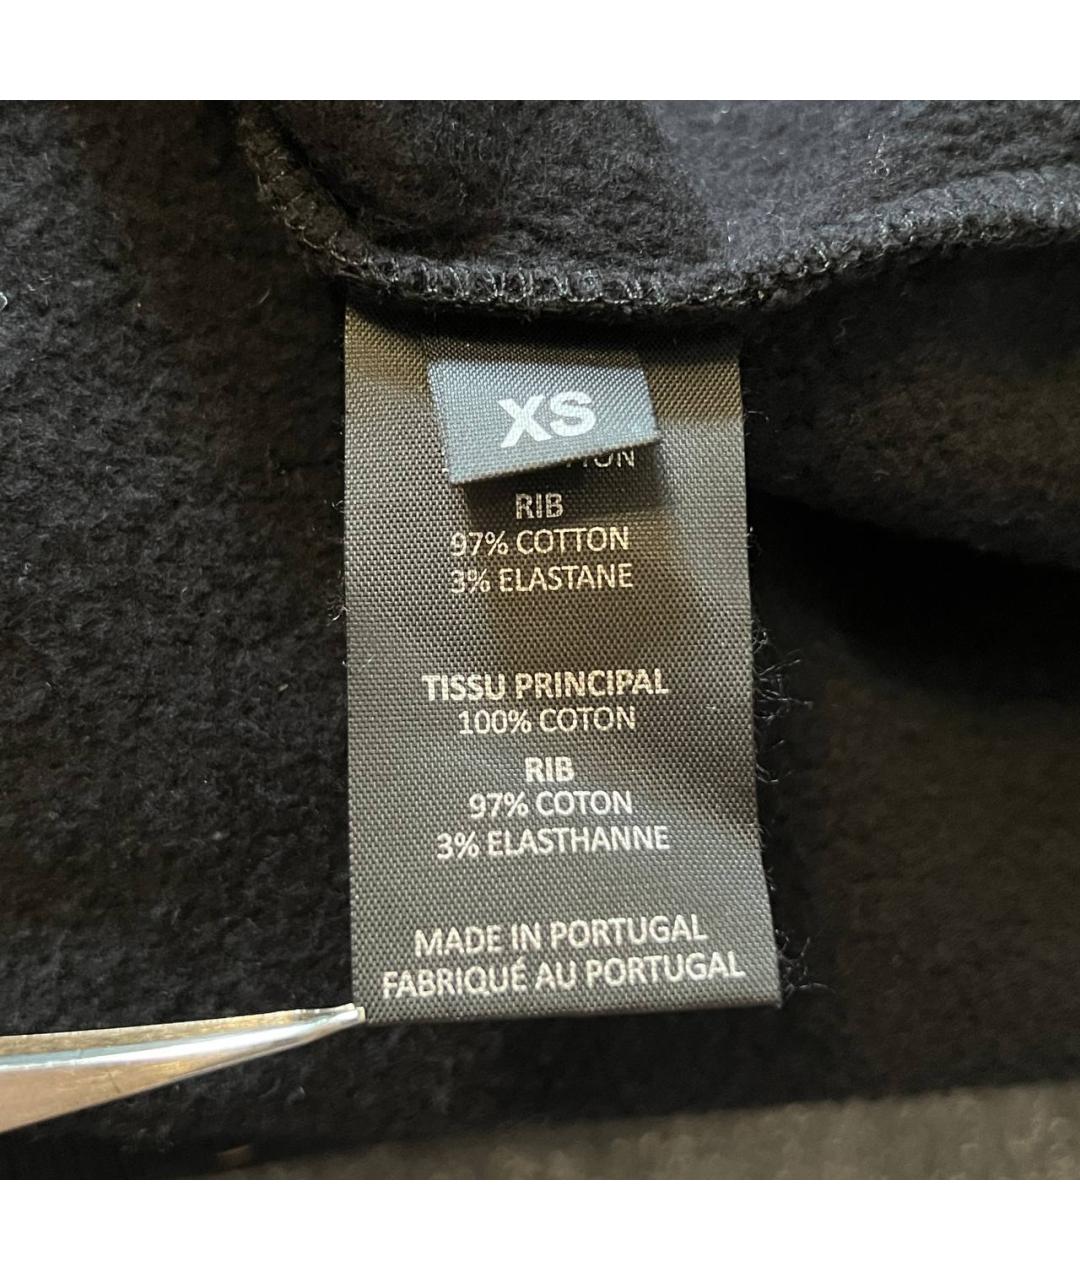 XS
RIB
97% COTTON
3% ELASTANE
TISSU PRINCIPAL
100% COTON
RIB
97% COTON
3% ELASTHANNE
MADE IN PORTUGAL
FABRIQUÉ AU PORTUGAL